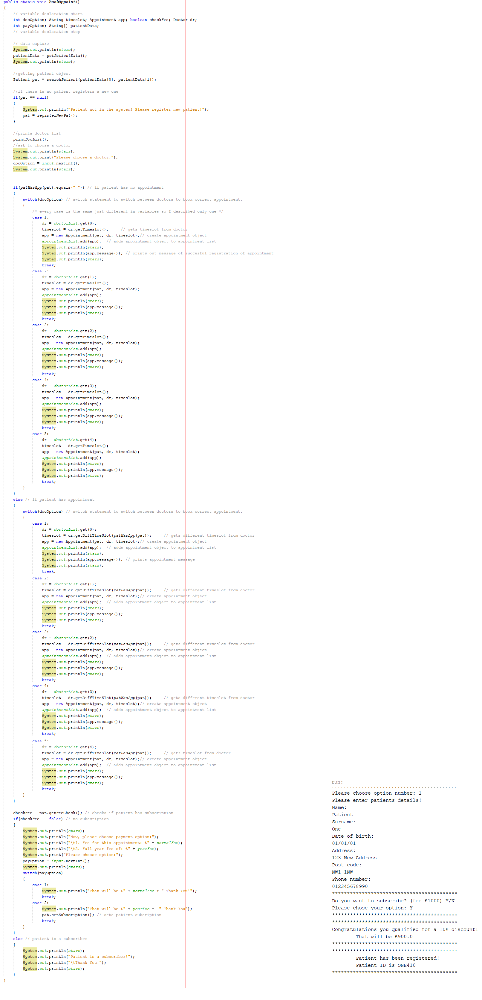 public static void bookAppoint()
{
// variable declaration start
int docOption; String timeslot; Appointment app; boolean checkFee; Doctor dr;
int payOption; String[] patientData;
// variable declaration stop
// data capture
System.out.println(stars);
patientData = getPatientData();
System.out.println(stars);
//getting patient object
Patient pat = searchPatient(patientData[0], patientData[1]);
//if there is no patient registers a new one
if(pat == null)
{
System.out.println("Patient not in the system! Please register new patient!");
pat = registerNewPat();
}
//prints doctor list
printDocList();
//ask to choose a doctor
System.out.println(stars);
System.out.print("Please choose a doctor:");
docOption = input.nextInt();
System.out.println(stars);
if(patHasApp(pat).equals(" ")) // if patient has no appointment
{
switch(docOption) // switch statement to switch between doctors to book correct appointment.
{
/* every case is the same just different in variables so I described only one */
case 1:
dr = doctorList.get(0);
timeslot = dr.getTimeslot();     // gets timeslot from doctor
app = new Appointment(pat, dr, timeslot);// create appointment object
appointmentList.add(app);  // adds appointment object to appointment list
System.out.println(stars);
System.out.println(app.message()); // prints out message of succesful registration of appointment
System.out.println(stars);
break;
case 2:
dr = doctorList.get(1);
timeslot = dr.getTimeslot();
app = new Appointment(pat, dr, timeslot);
appointmentList.add(app);
System.out.println(stars);
System.out.println(app.message());
System.out.println(stars);
break;
case 3:
dr = doctorList.get(2);
timeslot = dr.getTimeslot();
app = new Appointment(pat, dr, timeslot);
appointmentList.add(app);
System.out.println(stars);
System.out.println(app.message());
System.out.println(stars);
break;
case 4:
dr = doctorList.get(3);
timeslot = dr.getTimeslot();
app = new Appointment(pat, dr, timeslot);
appointmentList.add(app);
System.out.println(stars);
System.out.println(app.message());
System.out.println(stars);
break;
case 5:
dr = doctorList.get(4);
timeslot = dr.getTimeslot();
app = new Appointment(pat, dr, timeslot);
appointmentList.add(app);
System.out.println(stars);
System.out.println(app.message());
System.out.println(stars);
break;
}
}
else // if patient has appointment
{
switch(docOption) // switch statement to switch between doctors to book correct appointment.
{
case 1:
dr = doctorList.get(0);
timeslot = dr.getDiffTimeSlot(patHasApp(pat));     // gets different timeslot from doctor
app = new Appointment(pat, dr, timeslot);// create appointment object
appointmentList.add(app);  // adds appointment object to appointment list
System.out.println(stars);
System.out.println(app.message()); // prints appointment message
System.out.println(stars);
break;
case 2:
dr = doctorList.get(1);
timeslot = dr.getDiffTimeSlot(patHasApp(pat));     // gets different timeslot from doctor
app = new Appointment(pat, dr, timeslot);// create appointment object
appointmentList.add(app);  // adds appointment object to appointment list
System.out.println(stars);
System.out.println(app.message());
System.out.println(stars);
break;
case 3:
dr = doctorList.get(2);
timeslot = dr.getDiffTimeSlot(patHasApp(pat));     // gets different timeslot from doctor
app = new Appointment(pat, dr, timeslot);// create appointment object
appointmentList.add(app);  // adds appointment object to appointment list
System.out.println(stars);
System.out.println(app.message());
System.out.println(stars);
break;
case 4:
dr = doctorList.get(3);
timeslot = dr.getDiffTimeSlot(patHasApp(pat));     // gets different timeslot from doctor
app = new Appointment(pat, dr, timeslot);// create appointment object
appointmentList.add(app);  // adds appointment object to appointment list
System.out.println(stars);
System.out.println(app.message());
System.out.println(stars);
break;
case 5:
dr = doctorList.get(4);
timeslot = dr.getDiffTimeSlot(patHasApp(pat));     // gets timeslot from doctor
app = new Appointment(pat, dr, timeslot);// create appointment object
appointmentList.add(app);  // adds appointment object to appointment list
System.out.println(stars);
System.out.println(app.message());
System.out.println(stars);
break;
}
}
checkFee = pat.getFeeCheck(); // checks if patient has subscription
if(checkFee == false) // no subscription
{
System.out.println(stars);
System.out.println("Now, please choose payment option:");
System.out.println("\t1. Fee for this appointment: £" + normalFee);
System.out.println("\t2. Full year fee of: £" + yearFee);
System.out.print("Please choose option:");
payOption = input.nextInt();
System.out.println(stars);
switch(payOption)
{
case 1:
System.out.println("That will be £" + normalFee + " Thank You!");
break;
case 2:
System.out.println("That will be £" + yearFee +  " Thank You");
pat.setSubscription(); // sets patient subsription
break;
}
}
else // patient is a subscriber
{
System.out.println(stars);
System.out.println("Patient is a subscriber!");
System.out.println("\tThank You!");
System.out.println(stars);
}
}
run:
Please choose option number: 1
Please enter patients details!
Name:
Patient
Surname:
One
Date of birth:
01/01/01
Address:
123 New Address
Post code:
NW1 1NW
Phone number:
012345678990
******************************************
Do you want to subscribe? (fee £1000) Y/N
Please chose your option: Y
******************************************
******************************************
Congratulations you qualified for a 10% discount!
That will be £900.0
******************************************
******************************************
Patient has been registered!
Patient ID is ONE410
******************************************